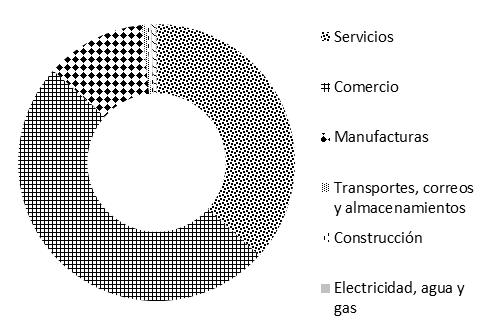 Servicios
Comercio
Manufacturas
Transportes, correos
y almacenamientos
Construcción
Electricidad, agua y
gas